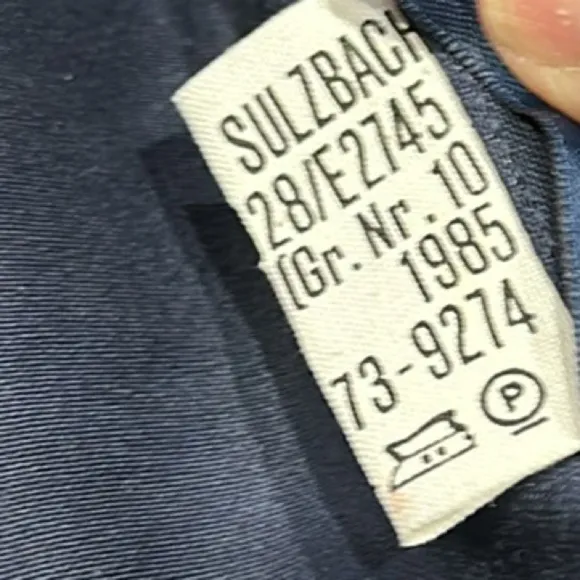 SULZBACH
28/E2745
[Gr. Nr. 10
1985
73-9274
P